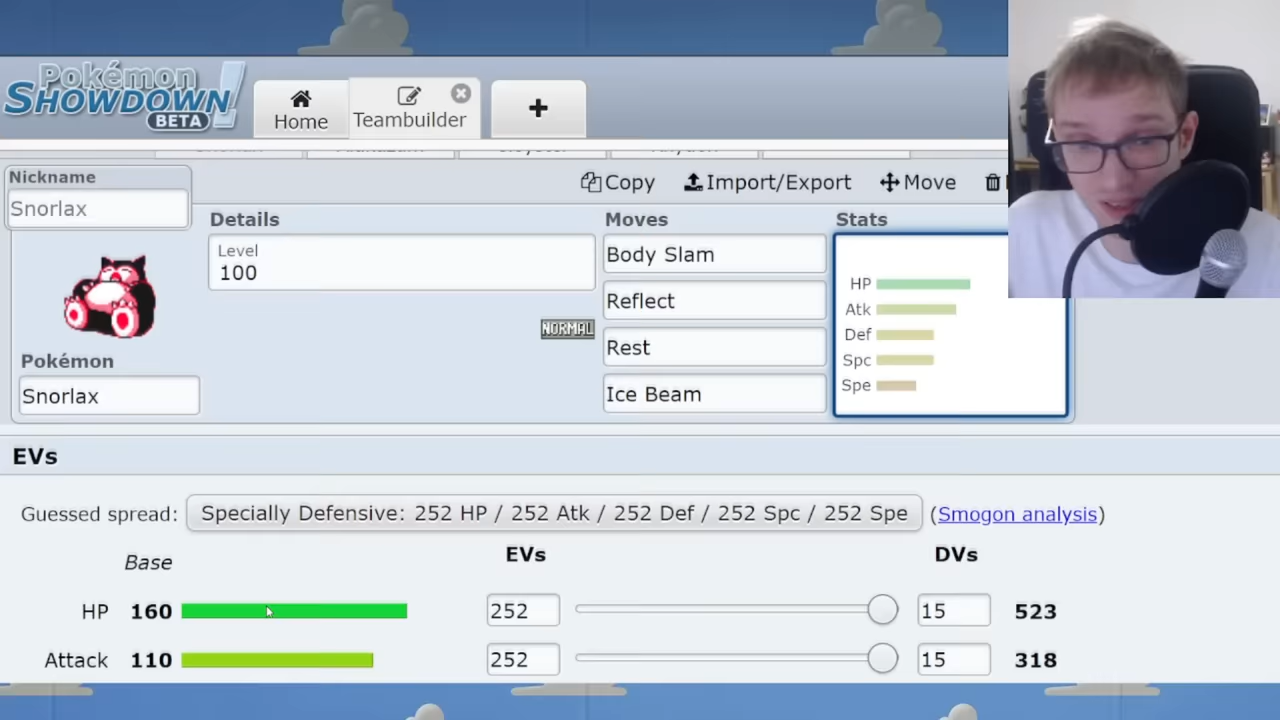 Pokémon
SHOWDOWN!
BETA
Home
Teambuilder
+
Nickname
Snorlax
Copy
Import/Export
Move
Details
Moves
Stats
Level
100
Body Slam
Reflect
NORMAL
Rest
Ice Beam
HP
Atk
Def
Spc
Spe
Pokémon
Snorlax
EVs
Guessed spread: Specially Defensive: 252 HP / 252 Atk / 252 Def / 252 Spc / 252 Spe (Smogon analysis)
Base EVs DVs
HP 160 252 15 523
Attack 110 252 15 318